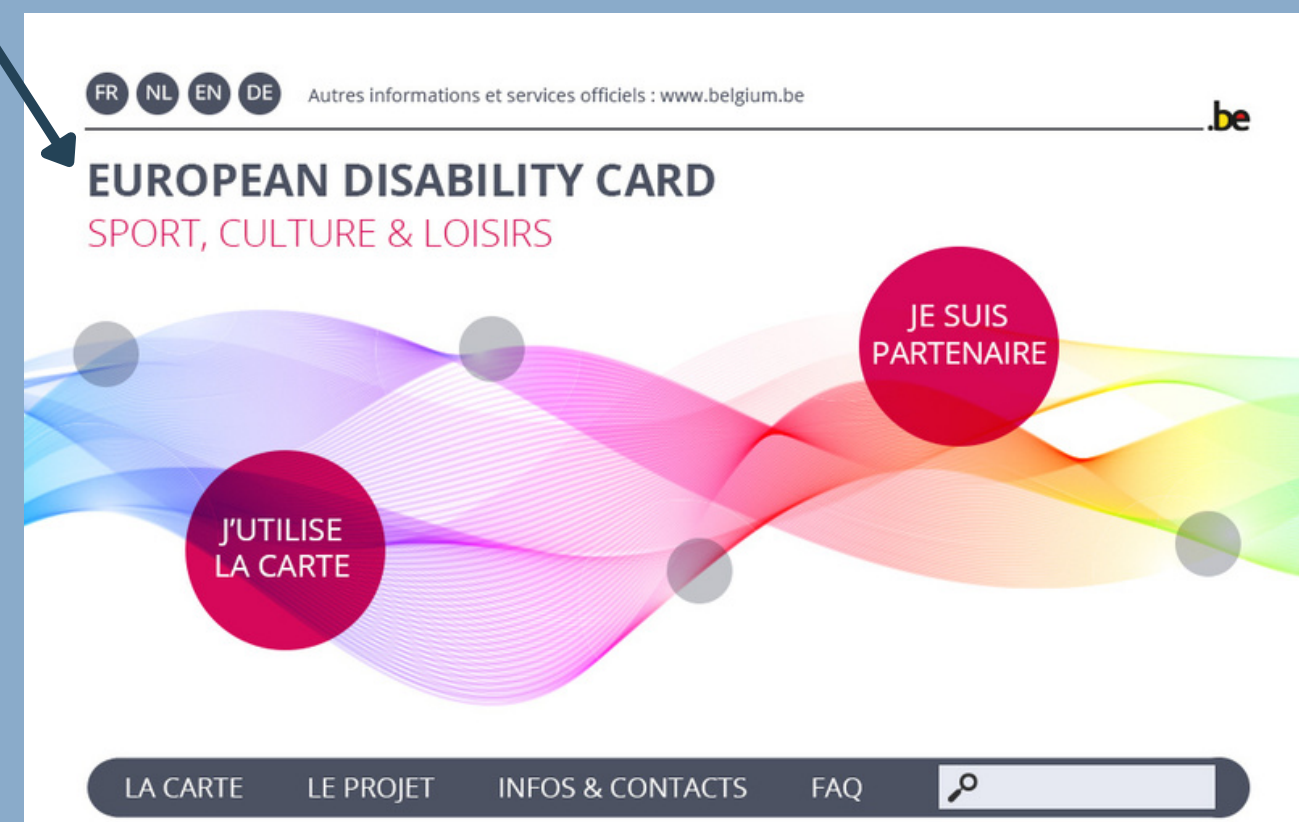 FR NL EN DE Autres informations et services officiels : www.belgium.be
.be
EUROPEAN DISABILITY CARD
SPORT, CULTURE & LOISIRS
JE SUIS
PARTENAIRE
J'UTILISE
LA CARTE
LA CARTE LE PROJET INFOS & CONTACTS FAQ